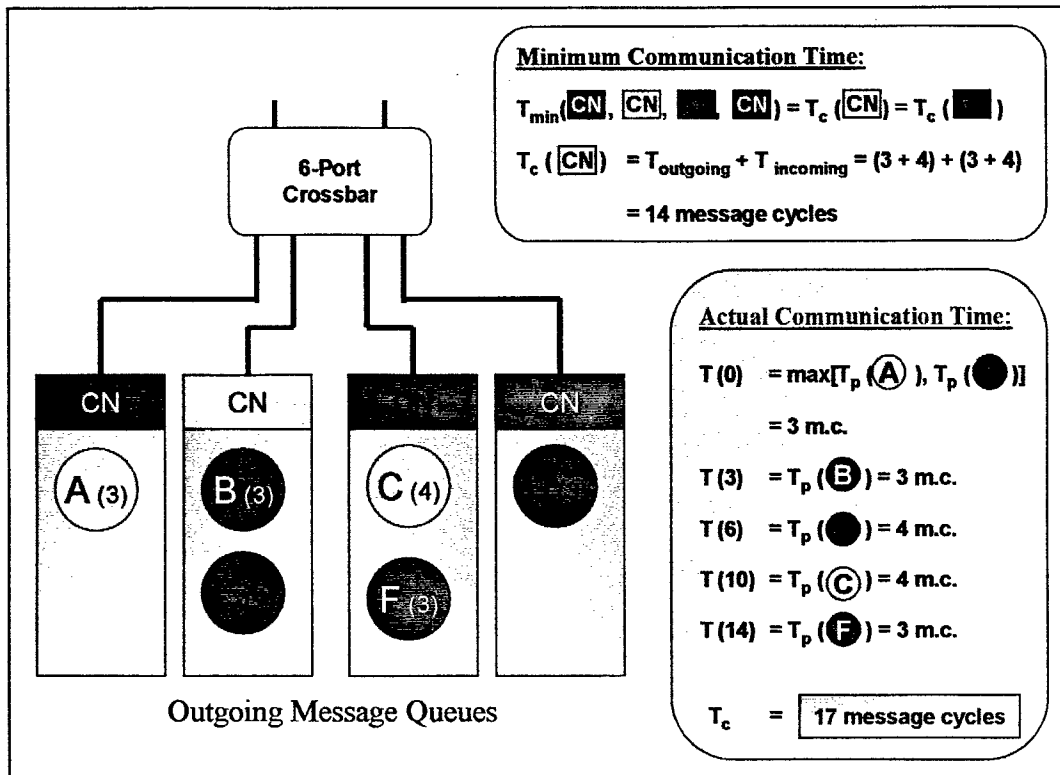 Minimum Communication Time:
Tmin(CN, CN, , CN) = Tc (CN) = Tc ( )
Tc (CN) = Toutgoing + T incoming = (3 + 4) + (3 + 4)
= 14 message cycles
6-Port
Crossbar
Actual Communication Time:
T (0) = max[Tp (A), Tp ( )]
= 3 m.c.
T (3) = Tp (B) = 3 m.c.
T (6) = Tp ( ) = 4 m.c.
T (10) = Tp (C) = 4 m.c.
T (14) = Tp (F) = 3 m.c.
Tc = 17 message cycles
CN CN CN
A (3) B (3) C (4)
F (3)
Outgoing Message Queues